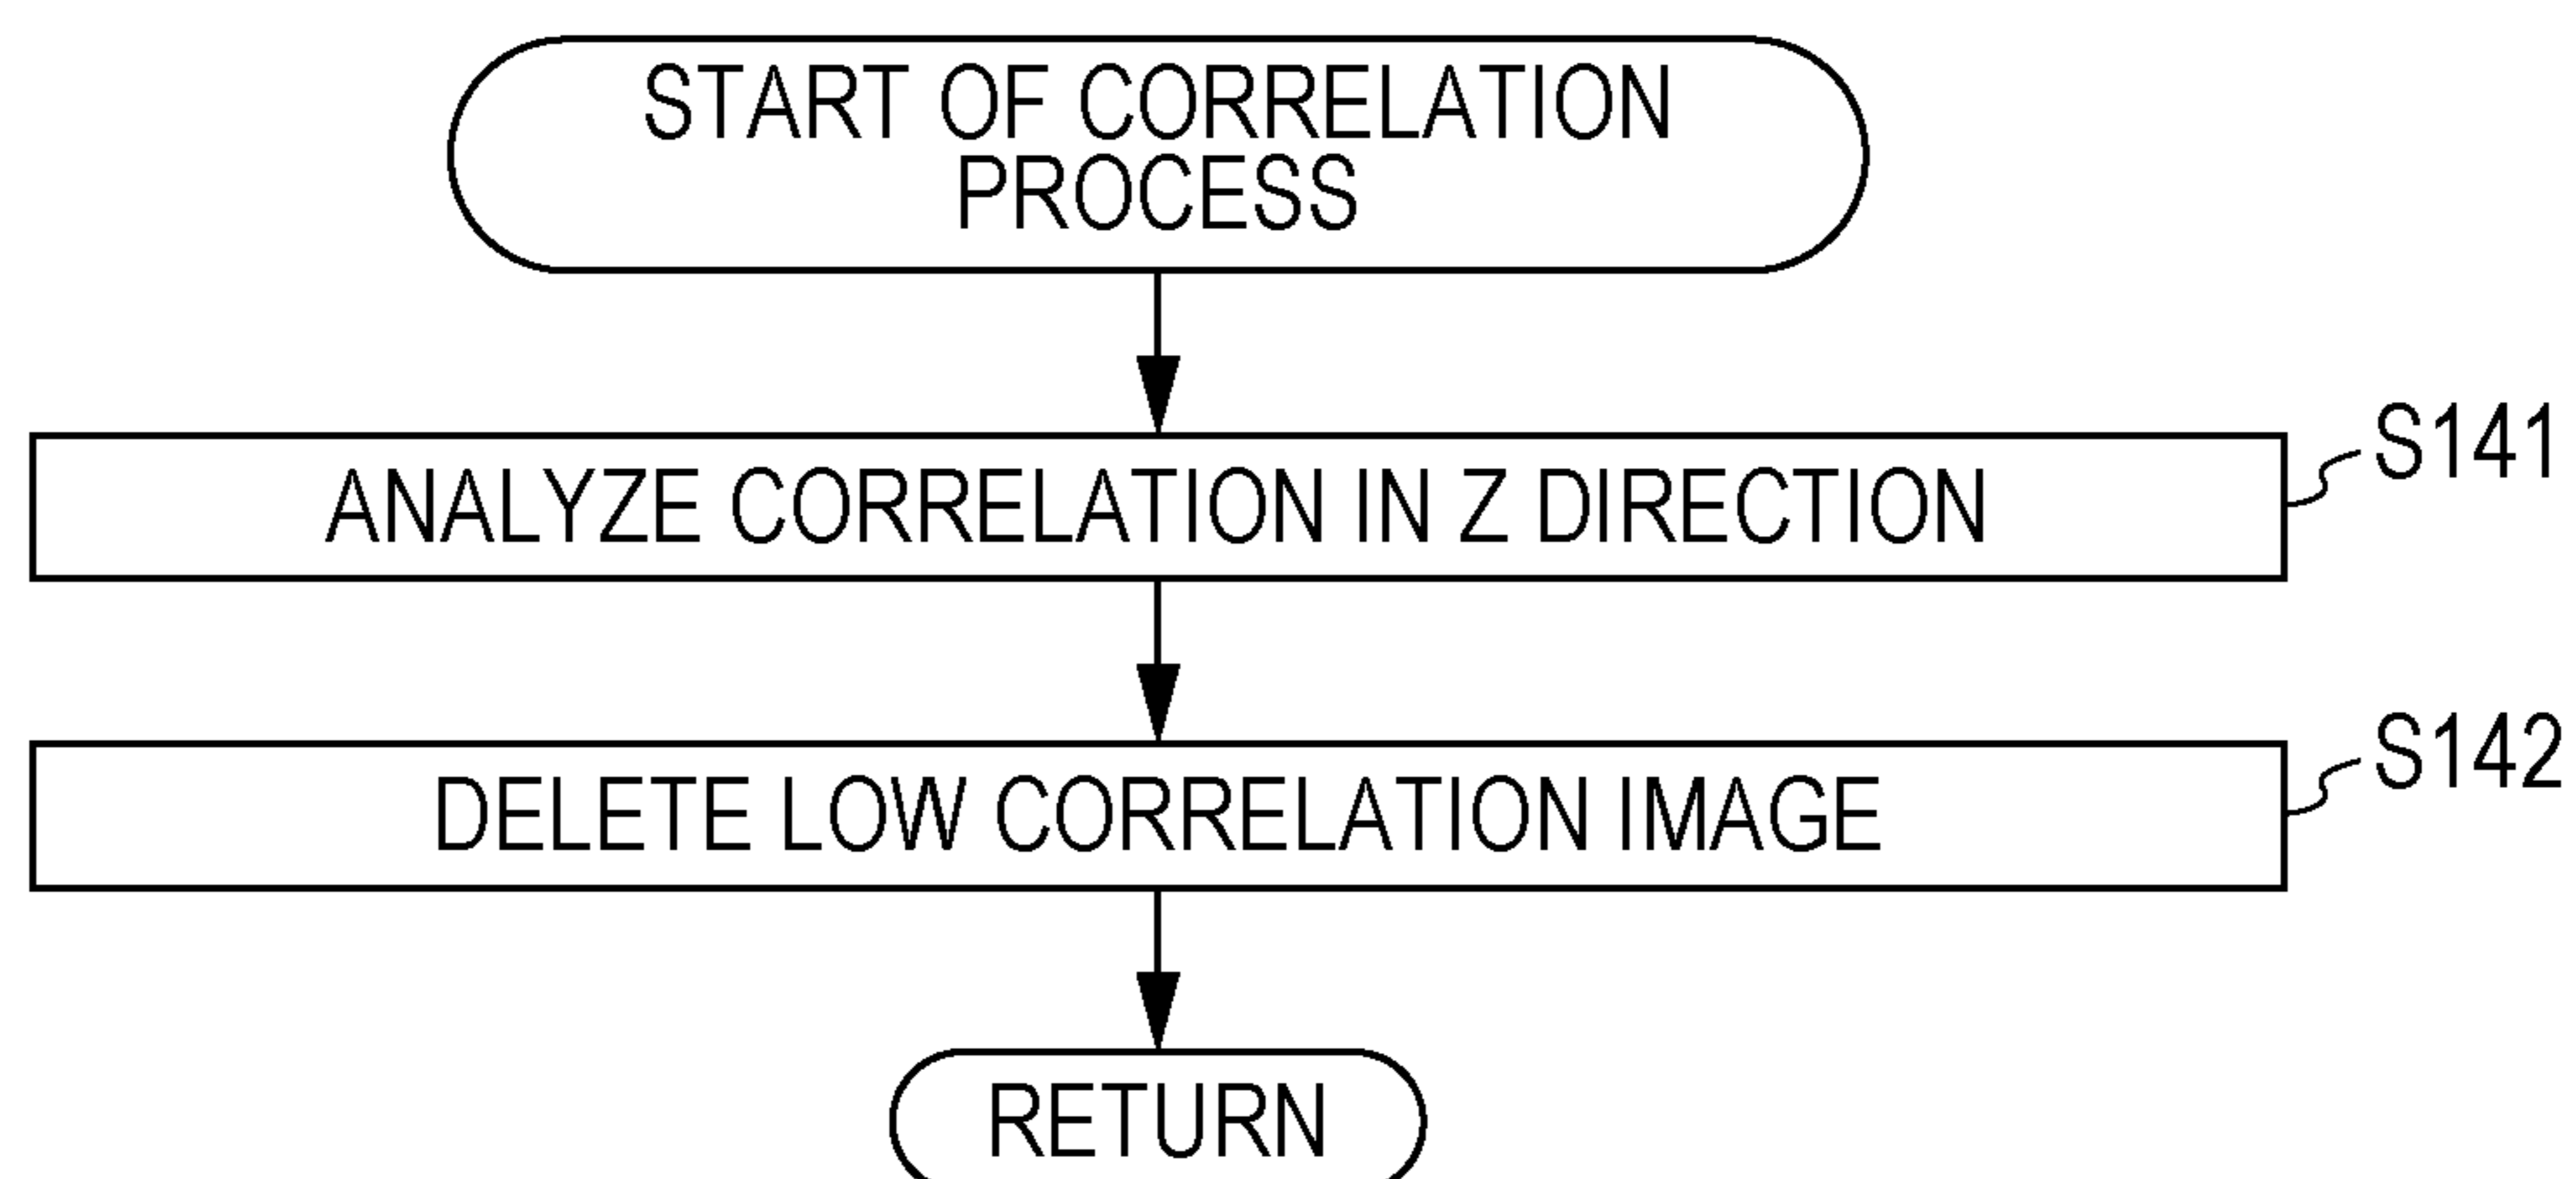 START OF CORRELATION
PROCESS
ANALYZE CORRELATION IN Z DIRECTION
S141
DELETE LOW CORRELATION IMAGE
S142
RETURN